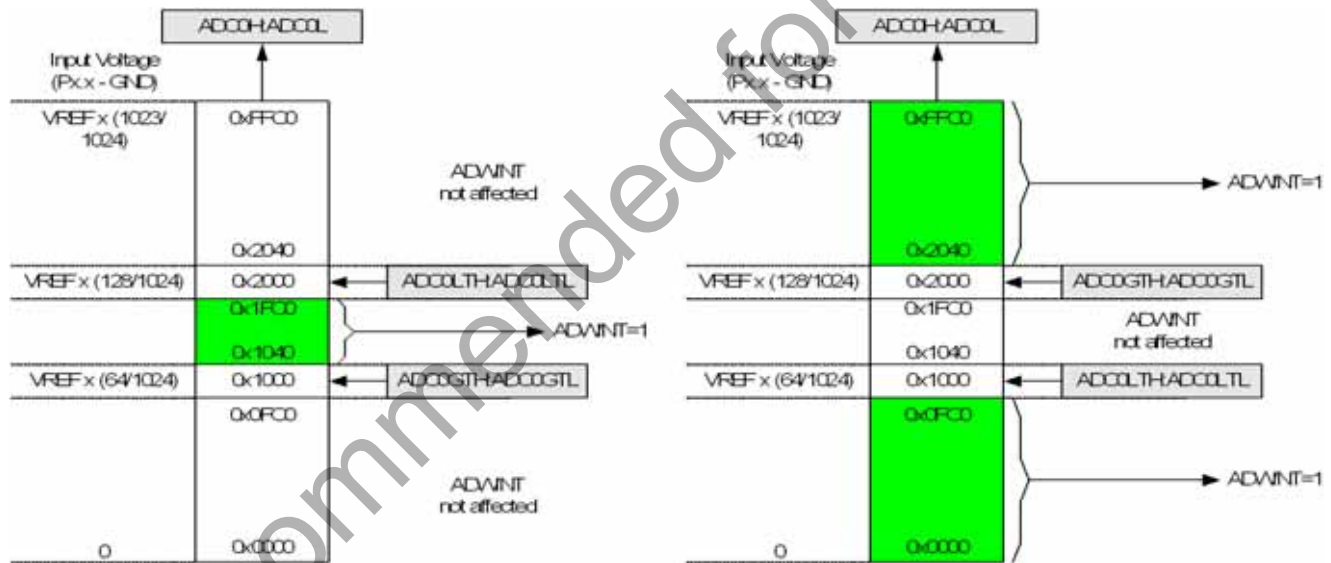 ADC0H:ADC0L
Input Voltage
(Px.x - GND)
VREF x (1023/
1024)
0xFFC0
ADWINT
not affected
0x2040
VREF x (128/1024)
0x2000
ADC0LTH:ADC0LTL
0x1FC0
ADWINT=1
0x1040
VREF x (64/1024)
0x1000
ADC0GTH:ADC0GTL
0x0FC0
ADWINT
not affected
0
0x0000
ADC0H:ADC0L
Input Voltage
(Px.x - GND)
VREF x (1023/
1024)
0xFFC0
ADWINT=1
0x2040
VREF x (128/1024)
0x2000
ADC0GTH:ADC0GTL
0x1FC0
ADWINT
not affected
0x1040
VREF x (64/1024)
0x1000
ADC0LTH:ADC0LTL
0x0FC0
ADWINT=1
0
0x0000
ommended for